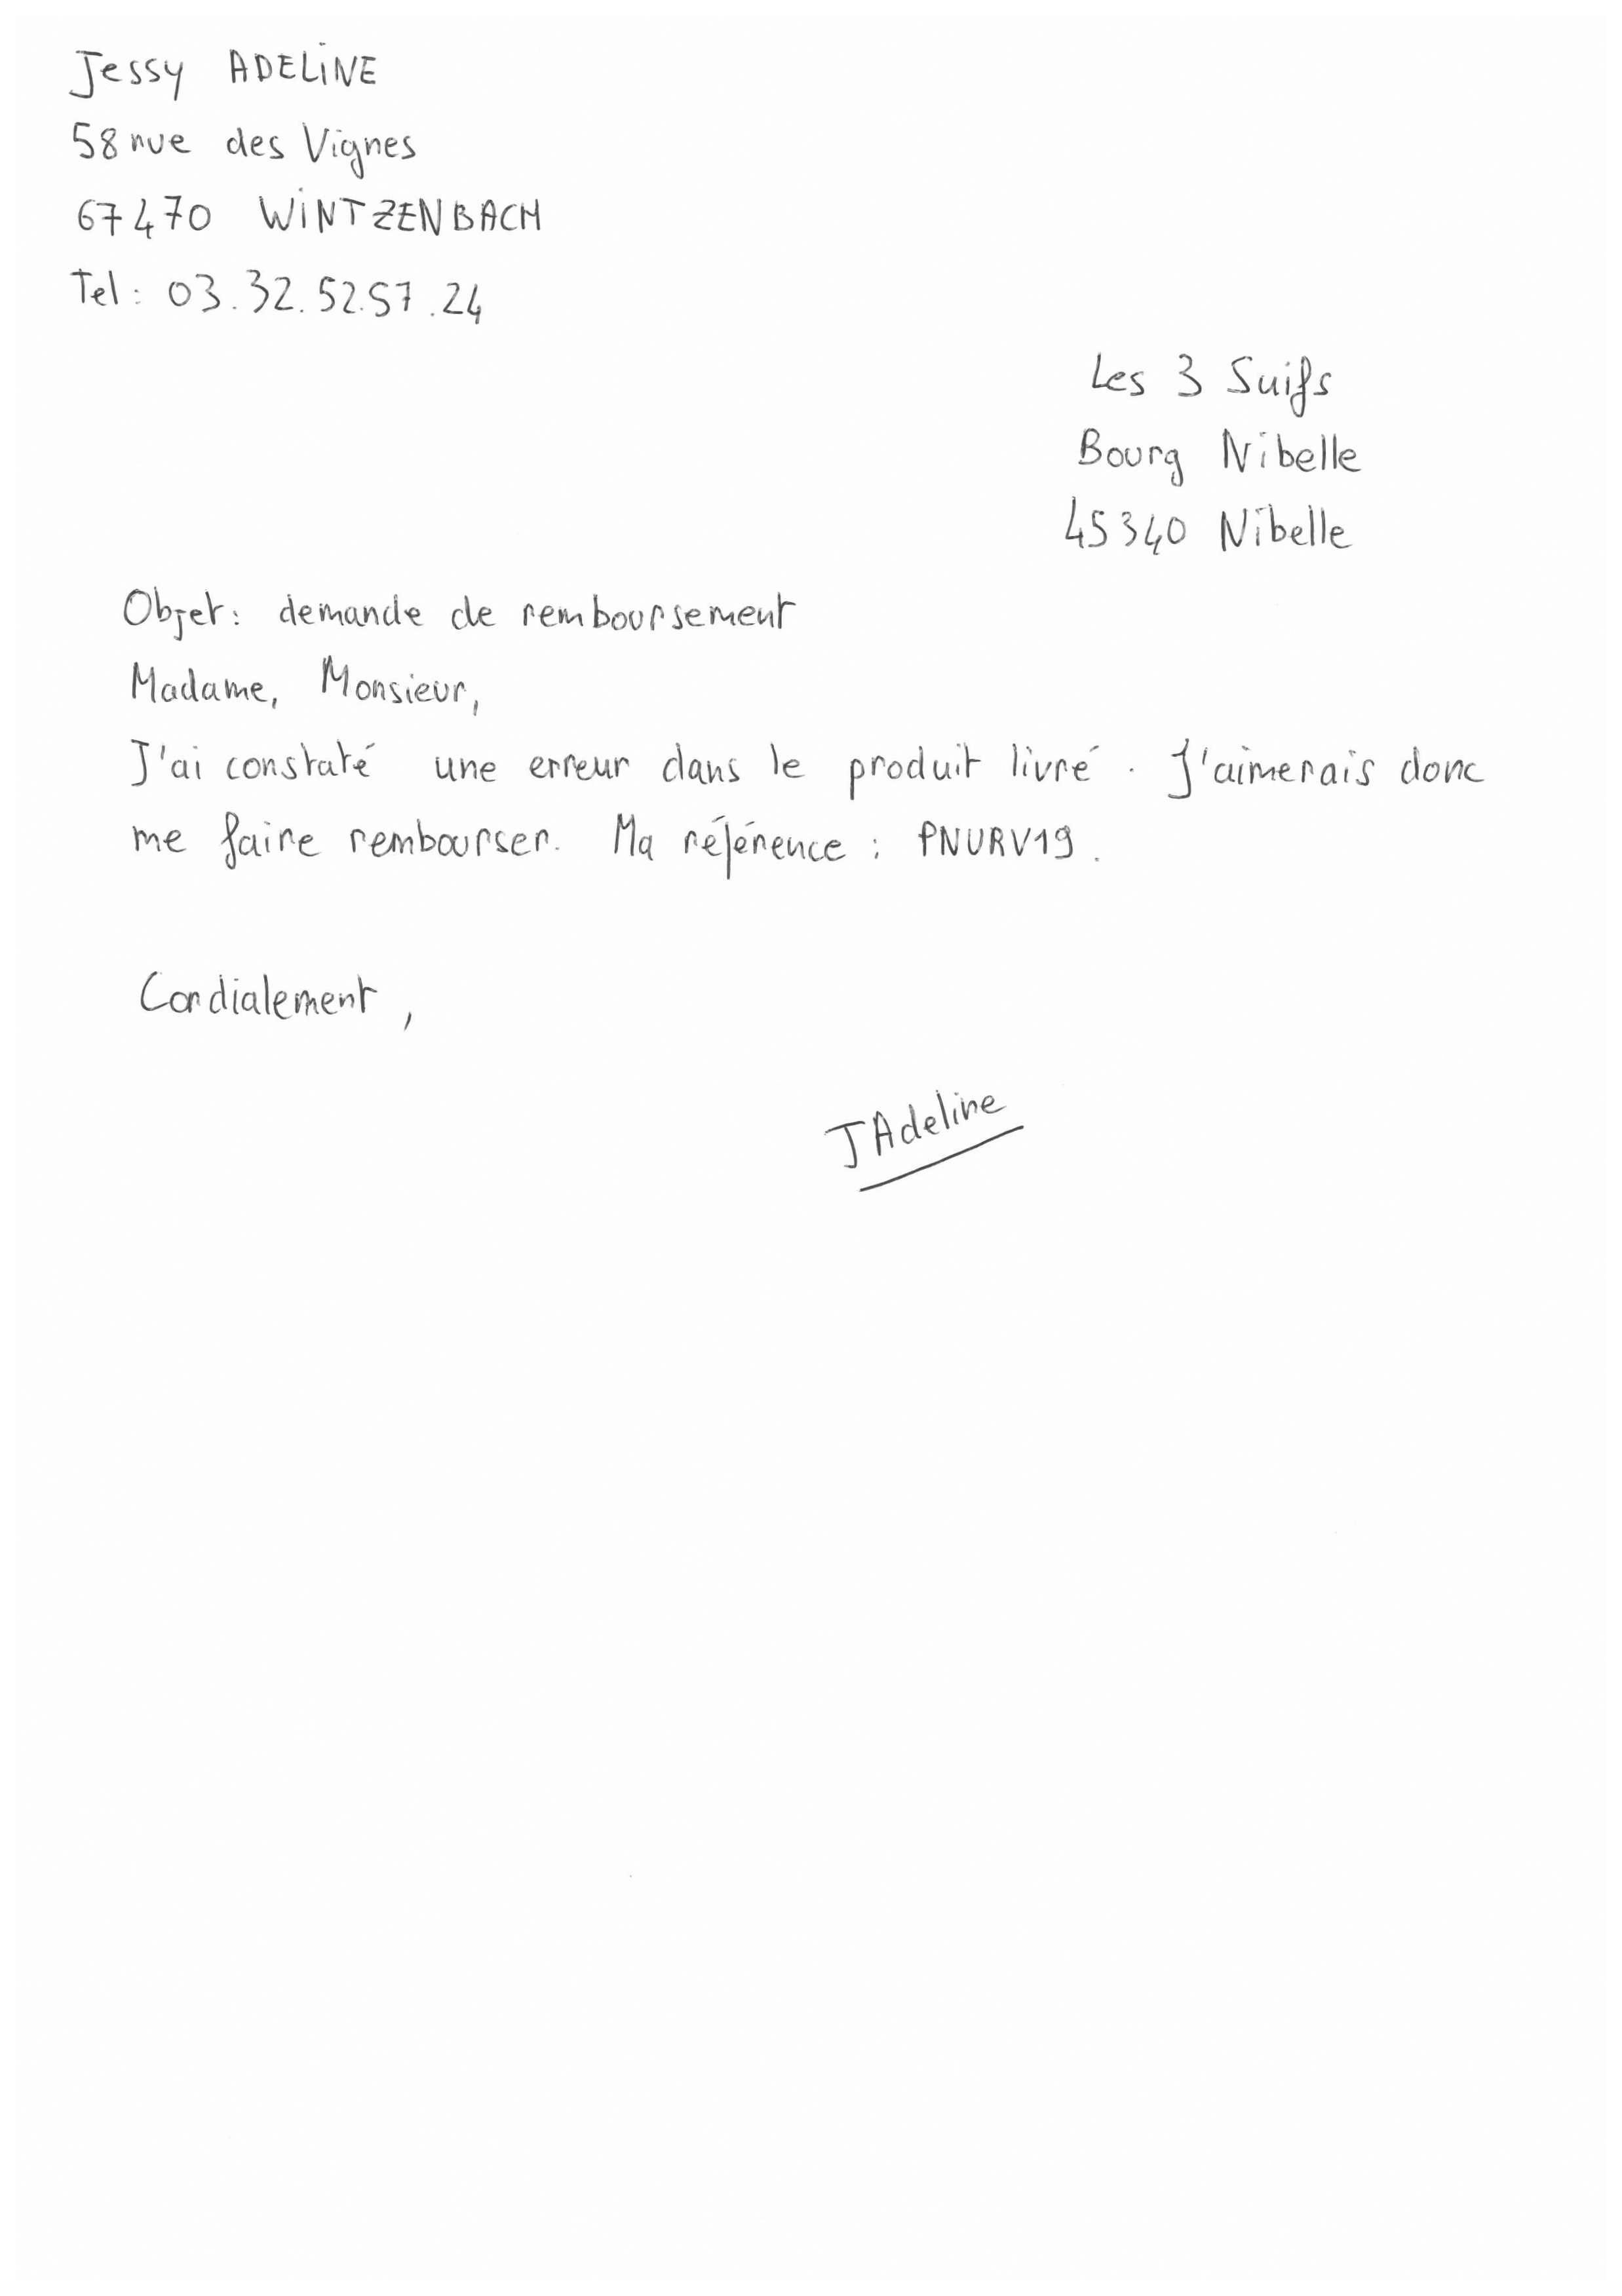 Jessy ADELINE
58 rue des Vignes
67470 WINTZENBACH
Tel : 03.32.52.57.24
Les 3 Suifs
Bourg Nibelle
45340 Nibelle
Objet : demande de remboursement
Madame, Monsieur,
J'ai constaté une erreur dans le produit livré. J'aimerais donc
me faire rembourser. Ma référence : PNURV19.
Cordialement,
JAdeline